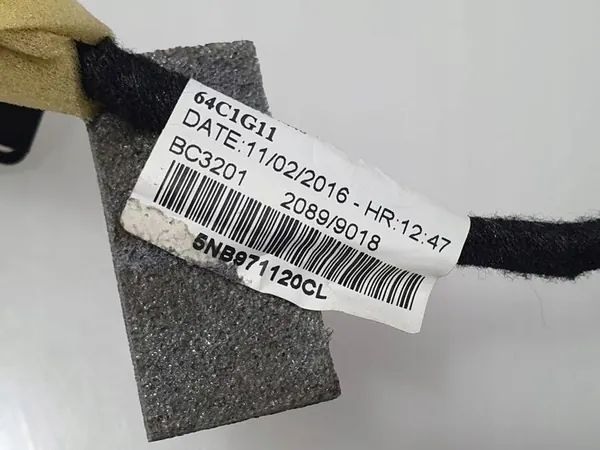 64C1G11
DATE:11/02/2016 - HR:12:47
BC3201 2089/9018
5NB971120CL